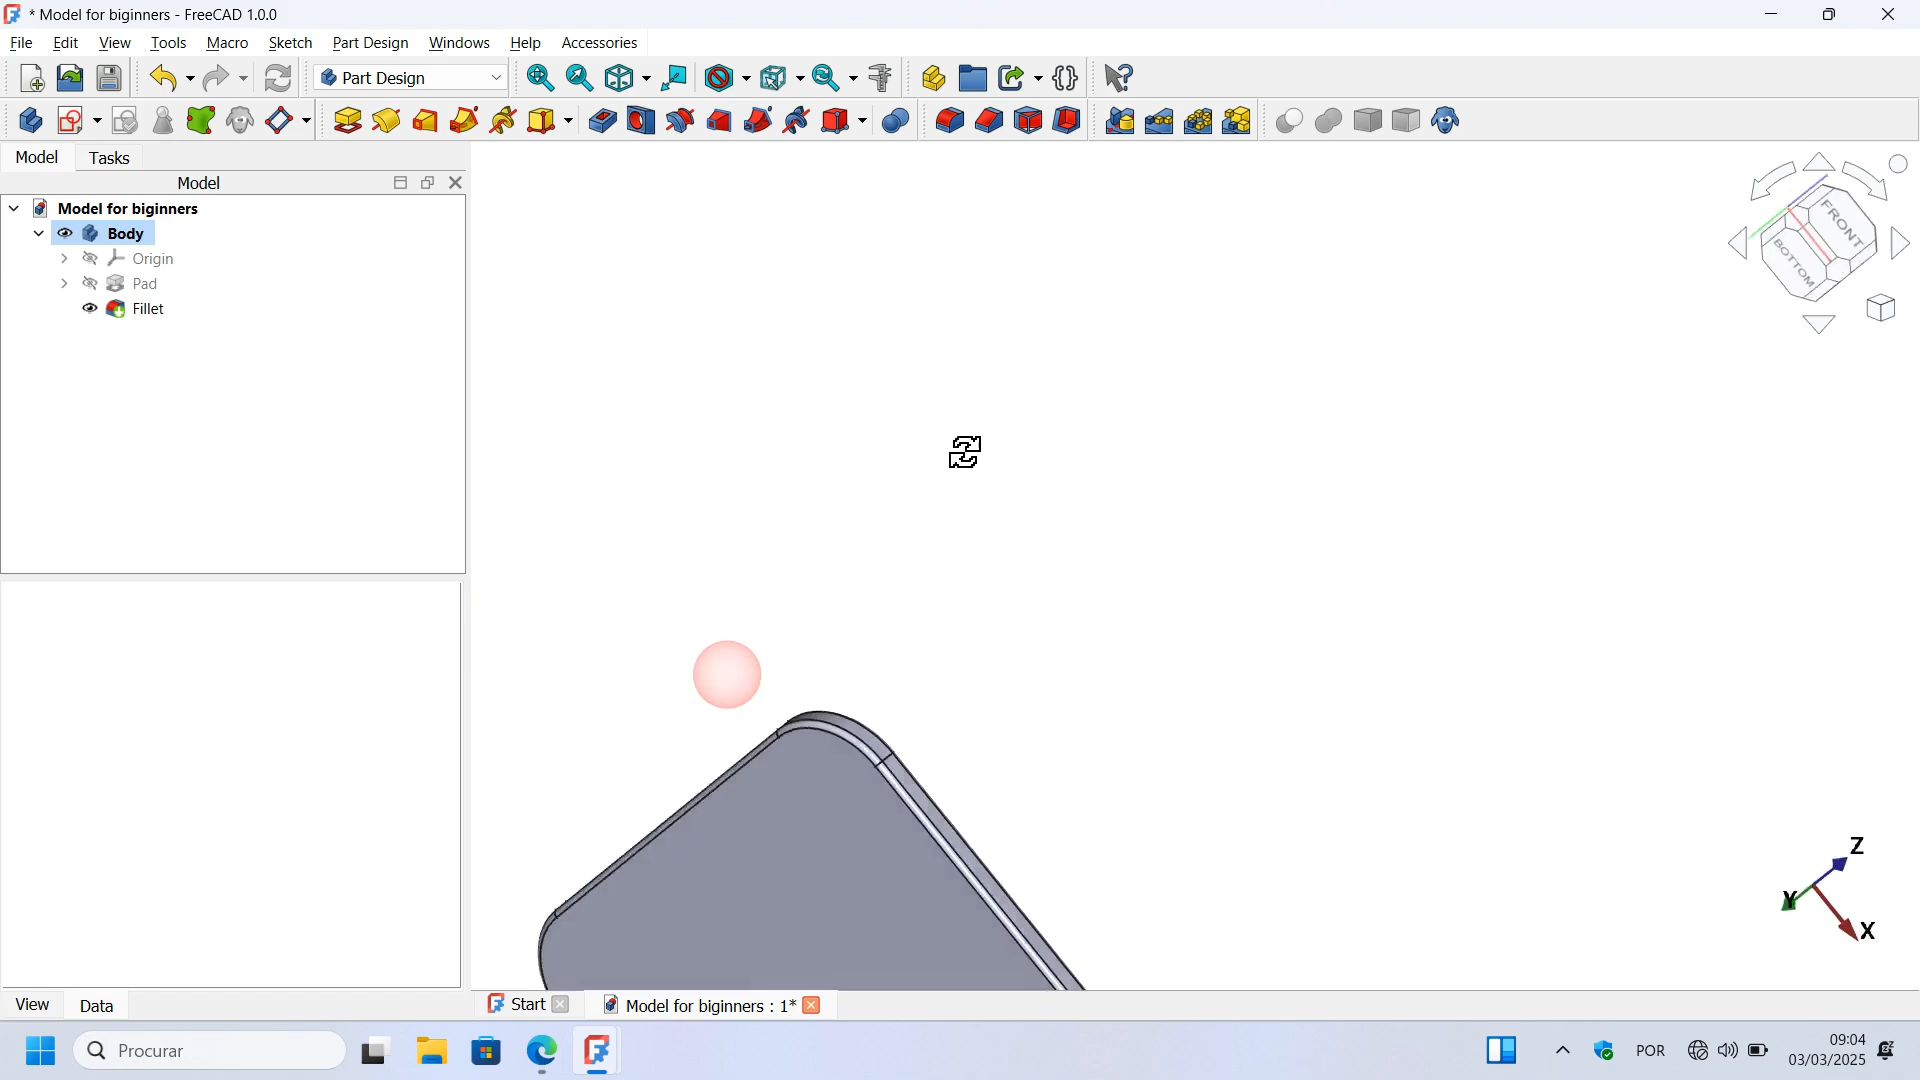 * Model for biginners - FreeCAD 1.0.0
File Edit View Tools Macro Sketch Part Design Windows Help Accessories
Part Design
Model Tasks
Model
Model for biginners
Body
Origin
Pad
Fillet
FRONT
BOTTOM
Z
Y
X
View Data
Start
Model for biginners : 1*
Procurar
POR
09:04
03/03/2025